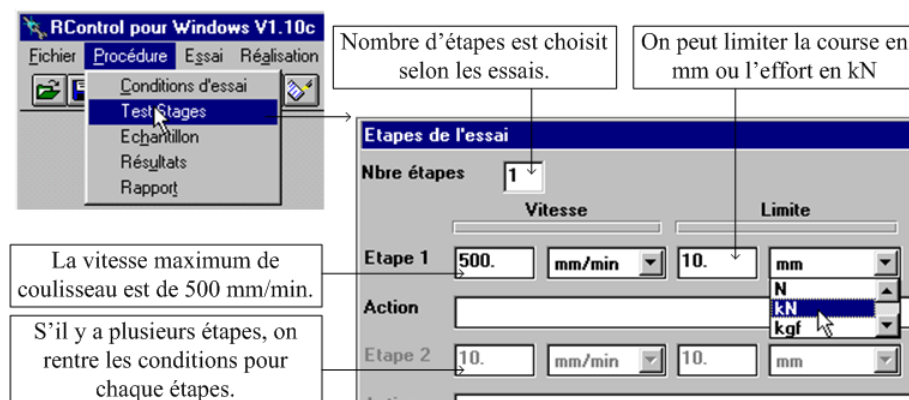 RControl pour Windows V1.10c
Fichier Procédure Essai Réalisation
Conditions d'essai
Test Stages
Echantillon
Résultats
Rapport
Nombre d'étapes est choisit
selon les essais.
On peut limiter la course en
mm ou l'effort en kN
Etapes de l'essai
Nbre étapes 1
Vitesse Limite
Etape 1 500. mm/min 10. mm
N
kN
kgf
Action
Etape 2 10. mm/min 10. mm
La vitesse maximum de
coulisseau est de 500 mm/min.
S'il y a plusieurs étapes, on
rentre les conditions pour
chaque étapes.